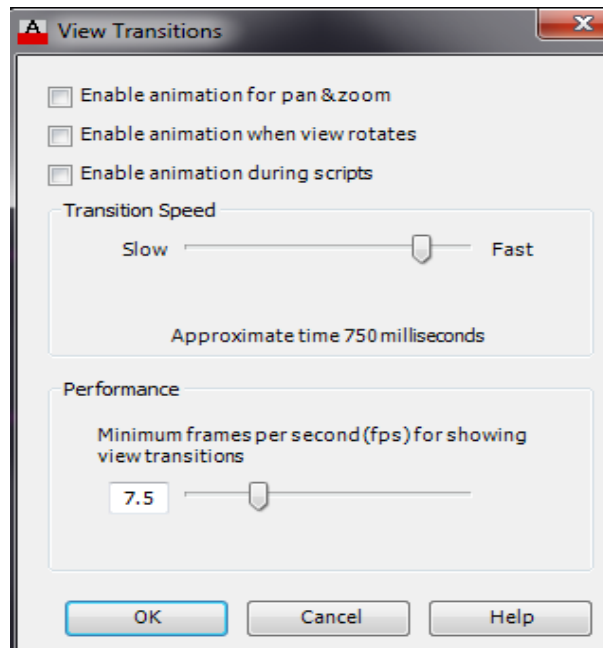 View Transitions
Enable animation for pan & zoom
Enable animation when view rotates
Enable animation during scripts
Transition Speed
Slow Fast
Approximate time 750 milliseconds
Performance
Minimum frames per second (fps) for showing
view transitions
7.5
OK Cancel Help